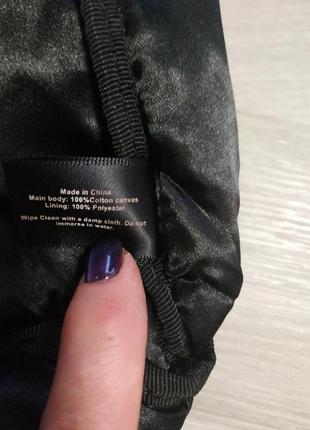 Made in China
Main body: 100%Cotton canvas
Lining: 100% Polyester
Wipe Clean with a damp cloth. Do not
immerse in water.